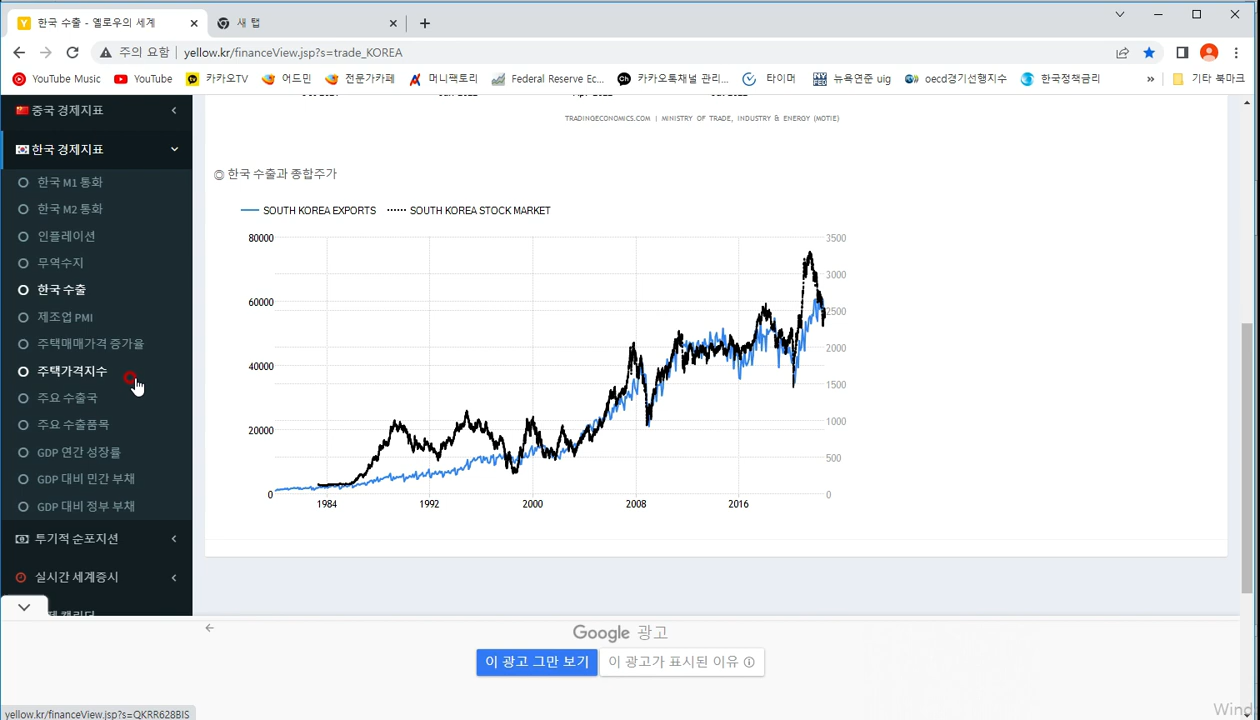 한국 수출 - 옐로우의 세계
새 탭
주의 요함 yellow.kr/financeView.jsp?s=trade_KOREA
YouTube Music YouTube 카카오TV 어드민 전문가카페 머니팩토리 Federal Reserve Ec... 카카오톡채널 관리... 타이머 뉴욕연준 uig oecd경기선행지수 한국정책금리 » 기타 북마크
중국 경제지표
한국 경제지표
한국 M1 통화
한국 M2 통화
인플레이션
무역수지
한국 수출
제조업 PMI
주택매매가격 증가율
주택가격지수
주요 수출국
주요 수출품목
GDP 연간 성장률
GDP 대비 민간 부채
GDP 대비 정부 부채
투기적 순포지션
실시간 세계증시
TRADINGECONOMICS.COM | MINISTRY OF TRADE, INDUSTRY & ENERGY (MOTIE)
◎ 한국 수출과 종합주가
SOUTH KOREA EXPORTS SOUTH KOREA STOCK MARKET
80000 3500
3000
60000 2500
2000
40000 1500
20000 1000
500
0 0
1984 1992 2000 2008 2016
Google 광고
이 광고 그만 보기 이 광고가 표시된 이유
yellow.kr/financeView.jsp?s=QKRR628BIS
Wind